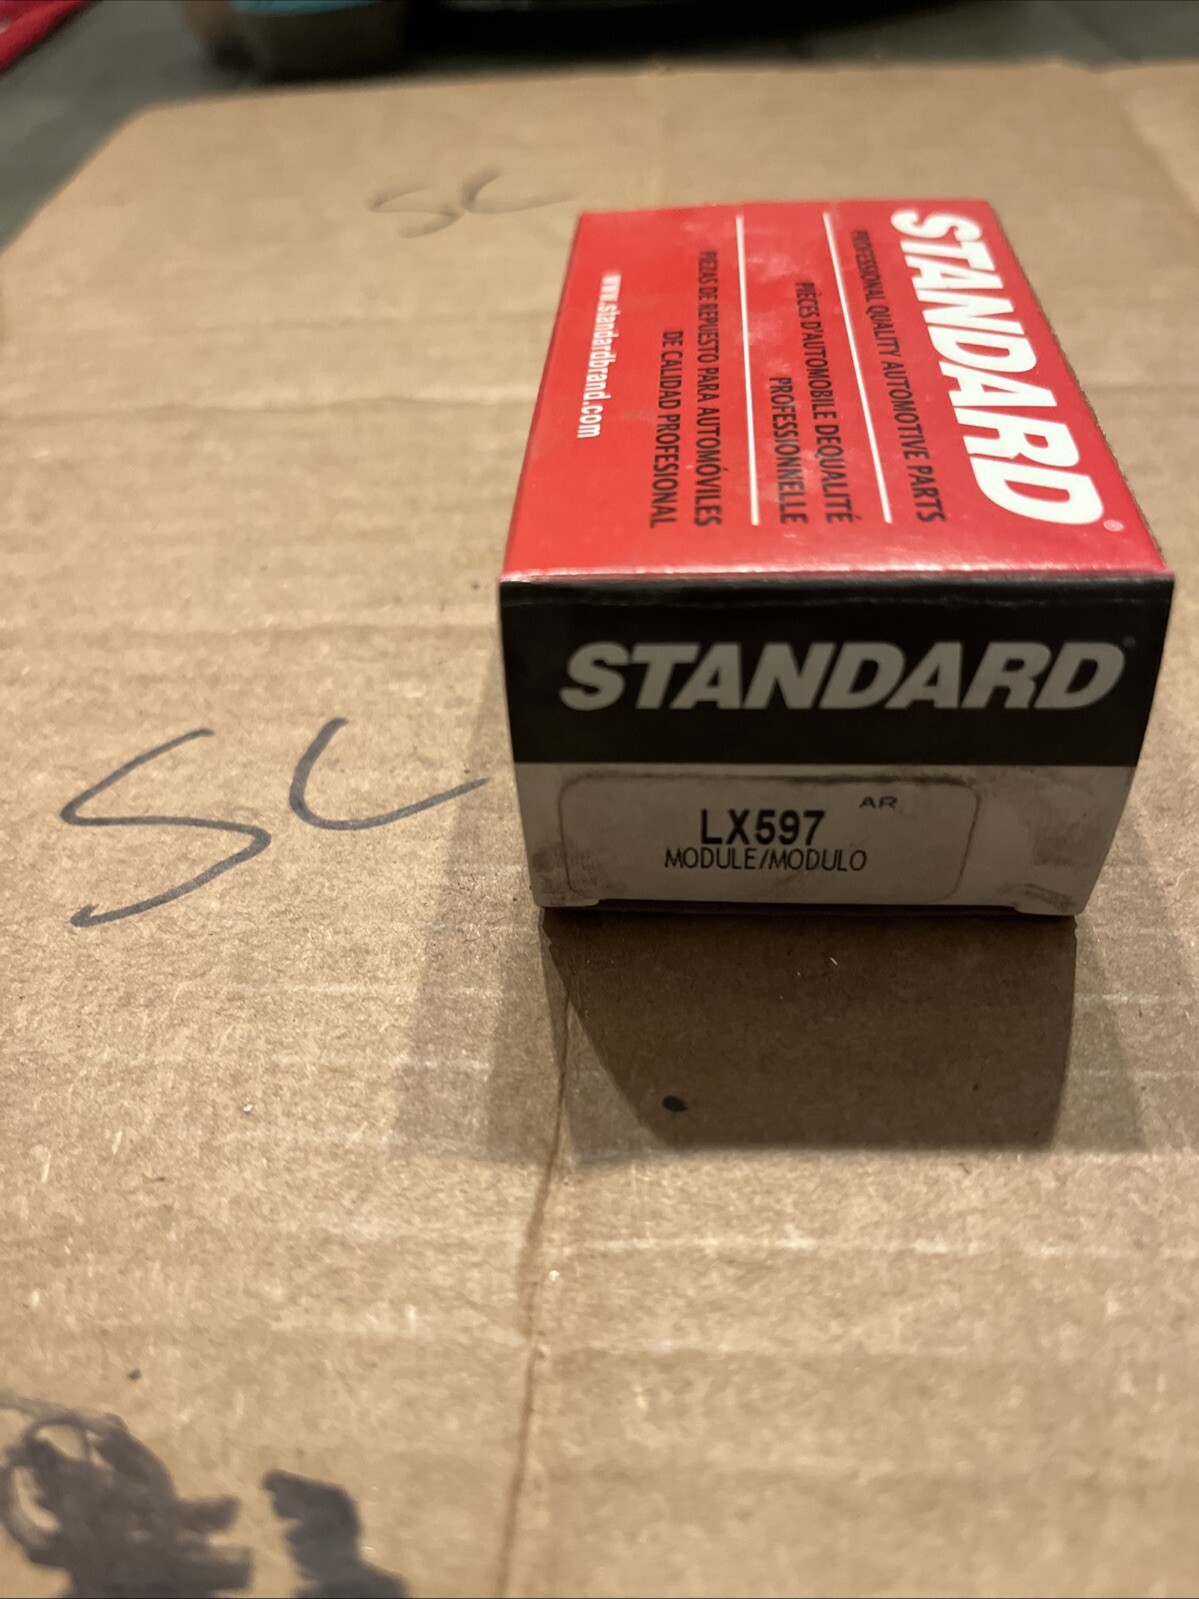 SC
STANDARD®
PROFESSIONAL QUALITY AUTOMOTIVE PARTS
PIÈCES D'AUTOMOBILE DEQUALITÉ
PROFESSIONNELLE
PIEZAS DE REPUESTO PARA AUTOMÓVILES
DE CALIDAD PROFESIONAL
www.standardbrand.com
STANDARD®
AR
LX597
MODULE/MODULO
SC